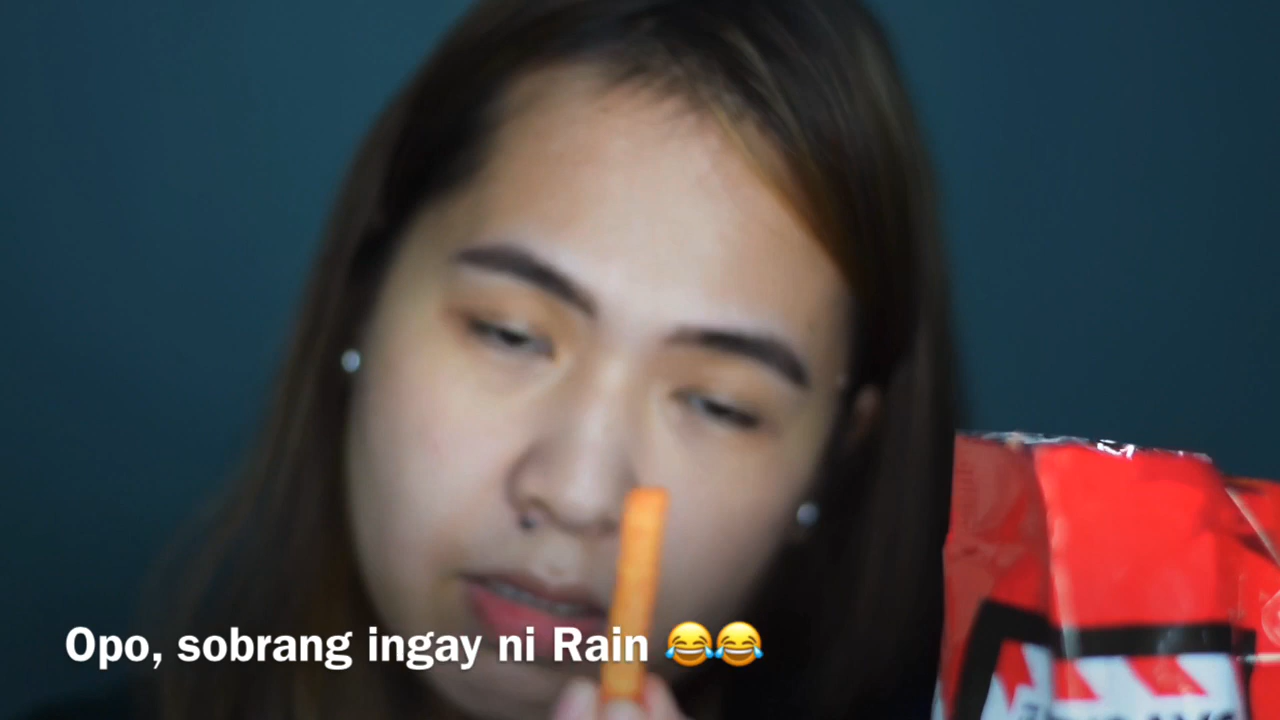 Opo, sobrang ingay ni Rain 😂😂